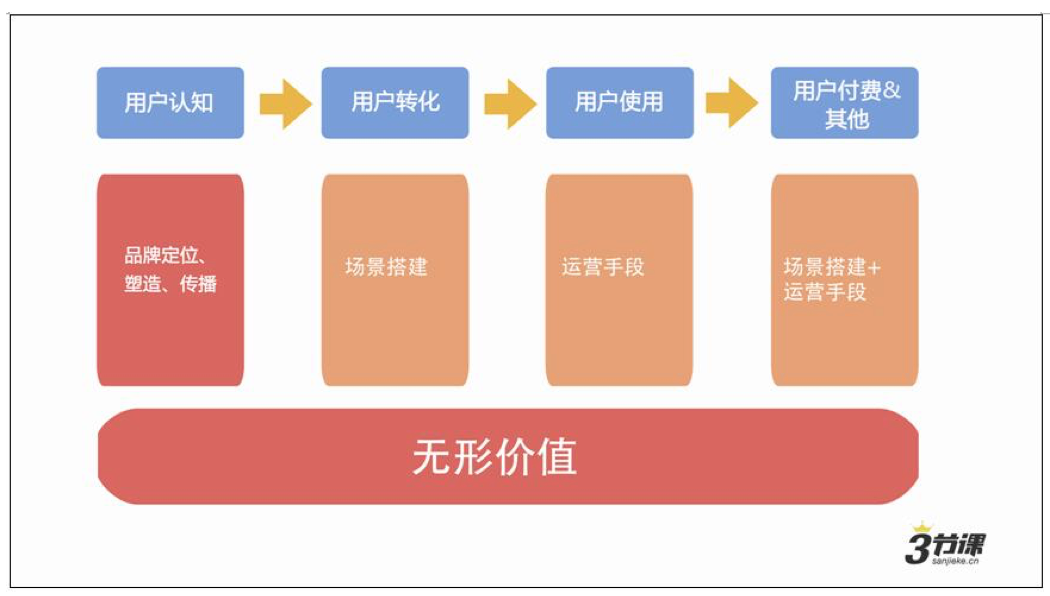 用户认知
用户转化
用户使用
用户付费&
其他
品牌定位、
塑造、传播
场景搭建
运营手段
场景搭建+
运营手段
无形价值
3节课
sanjieke.cn